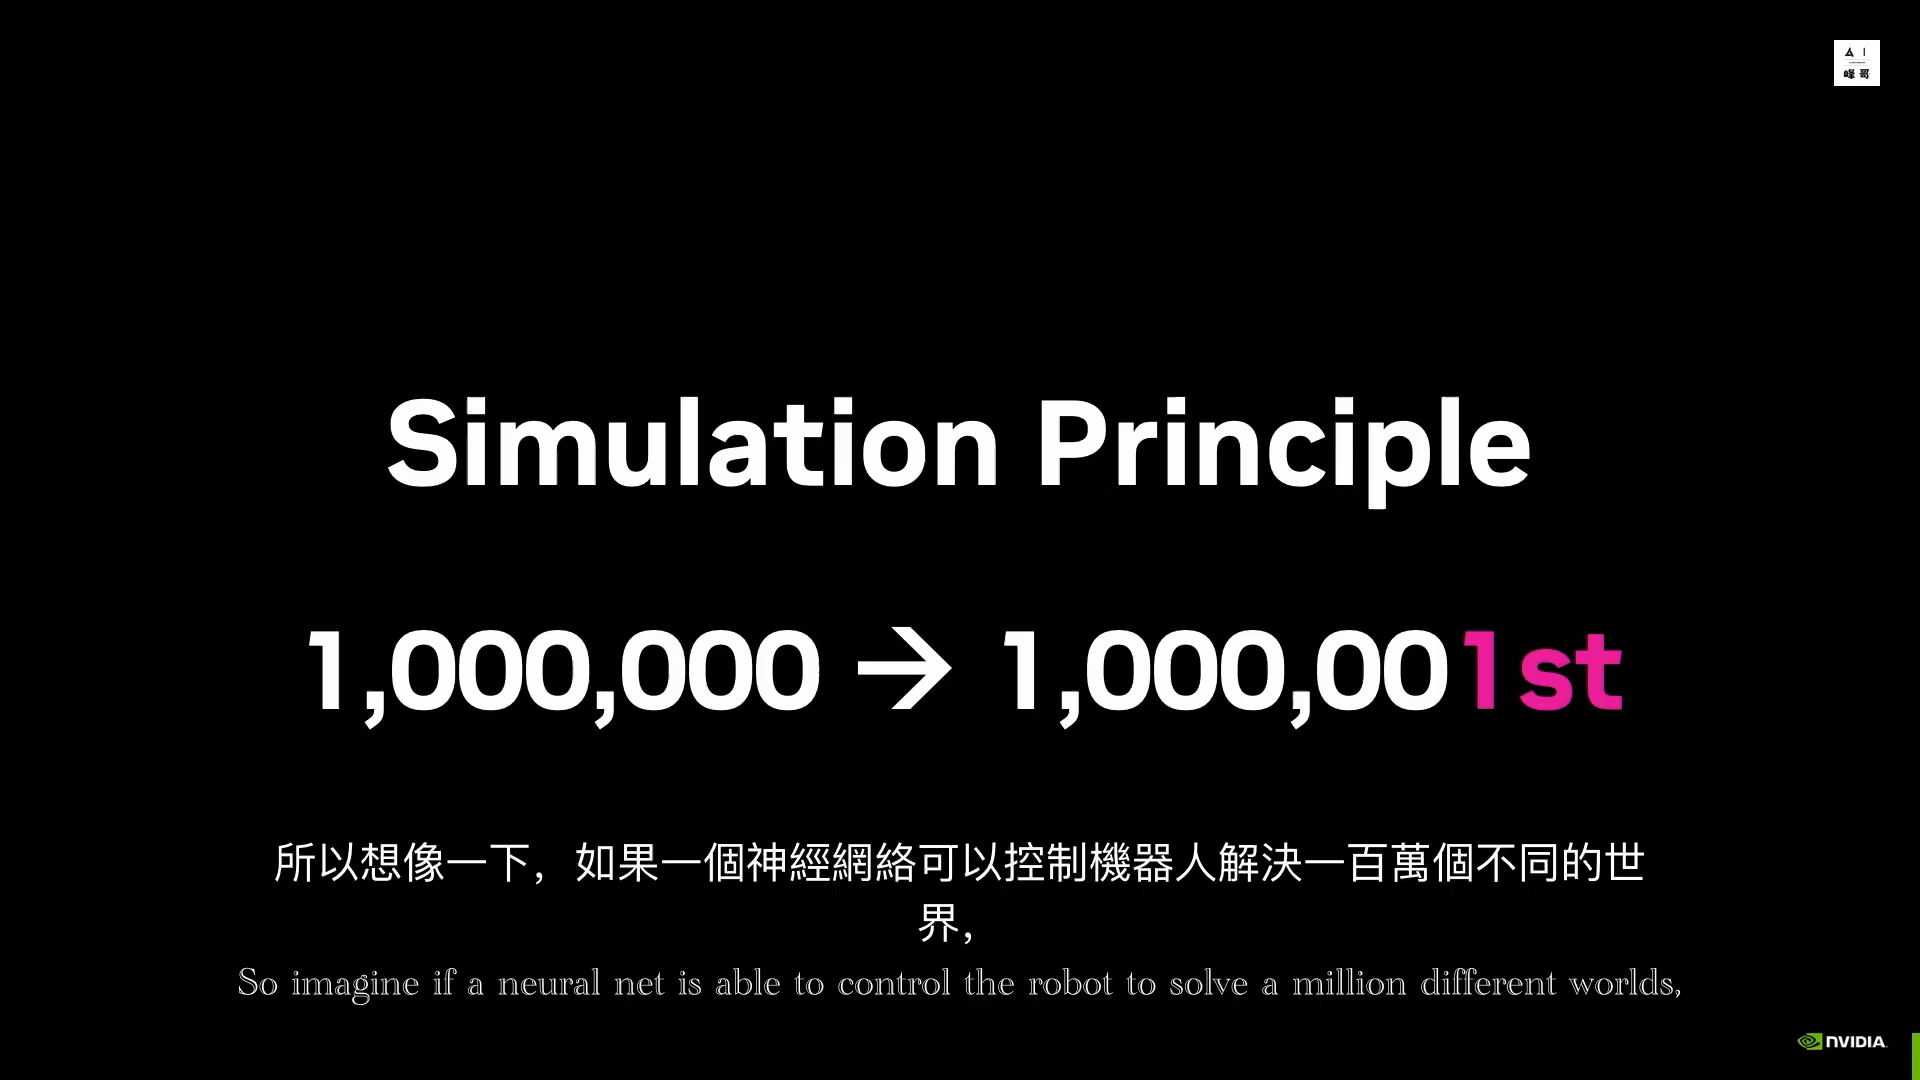 AI
峰哥
Simulation Principle
1,000,000 → 1,000,001st
所以想像一下，如果一個神經網絡可以控制機器人解決一百萬個不同的世
界，
So imagine if a neural net is able to control the robot to solve a million different worlds,
NVIDIA